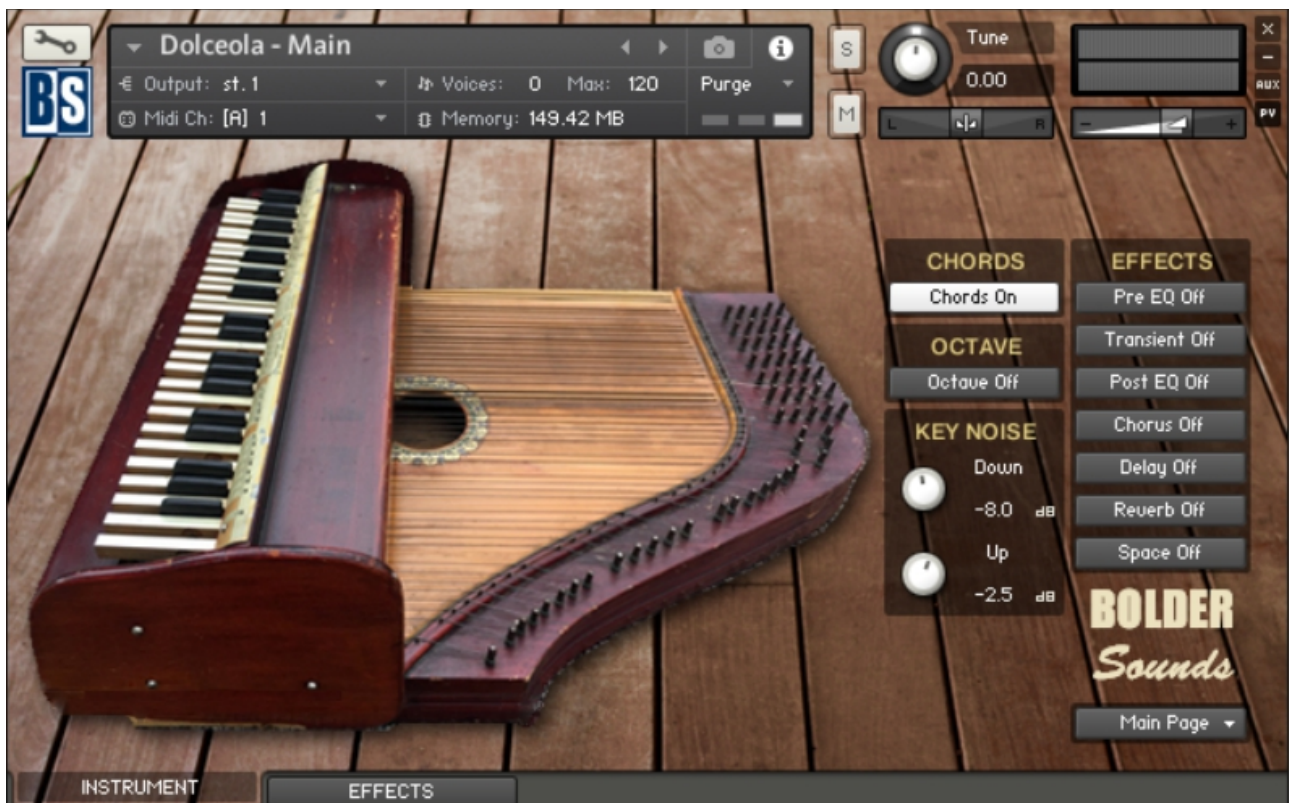 Dolceola - Main
Output: st.1
Voices: 0 Max: 120
Purge
Midi Ch: [A] 1
Memory: 149.42 MB
S
M
Tune
0.00
L R
- +
X
-
AUX
PV
BS
CHORDS
Chords On
OCTAVE
Octave Off
KEY NOISE
Down
-8.0 dB
Up
-2.5 dB
EFFECTS
Pre EQ Off
Transient Off
Post EQ Off
Chorus Off
Delay Off
Reverb Off
Space Off
BOLDER
Sounds
Main Page
INSTRUMENT
EFFECTS